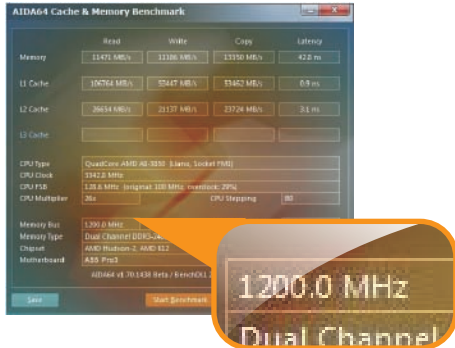 AIDA64 Cache & Memory Benchmark
Read Write Copy Latency
Memory 11471 MB/s 11186 MB/s 13350 MB/s 42.8 ns
L1 Cache 106764 MB/s 53447 MB/s 53462 MB/s 0.9 ns
L2 Cache 26634 MB/s 21137 MB/s 23724 MB/s 3.1 ns
L3 Cache
CPU Type QuadCore AMD A8-3850 (Llano, Socket FM1)
CPU Clock 3342.8 MHz
CPU FSB 128.6 MHz (original: 100 MHz, overclock: 29%)
CPU Multiplier 26x CPU Stepping B0
Memory Bus 1200.0 MHz
Memory Type Dual Channel DDR3-24
Chipset AMD Hudson-2, AMD K12
Motherboard A55 Pro3
AIDA64 v1.70.1438 Beta / BenchDLL 2
Save Start Benchmark
1200.0 MHz
Dual Channel